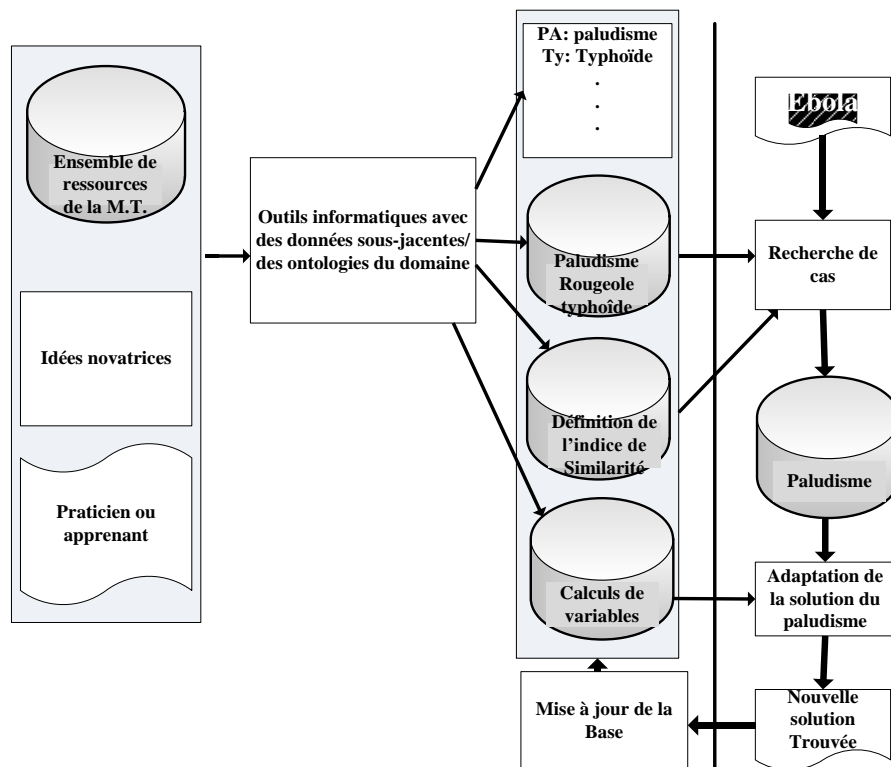 Ensemble de
ressources
de la M.T.
Idées novatrices
Praticien ou
apprenant
Outils informatiques avec
des données sous-jacentes/
des ontologies du domaine
PA: paludisme
Ty: Typhoïde
.
.
.
Paludisme
Rougeole
typhoîde
Définition de
l’indice de
Similarité
Calculs de
variables
Mise à jour de la
Base
Ebola
Recherche de
cas
Paludisme
Adaptation de
la solution du
paludisme
Nouvelle
solution
Trouvée